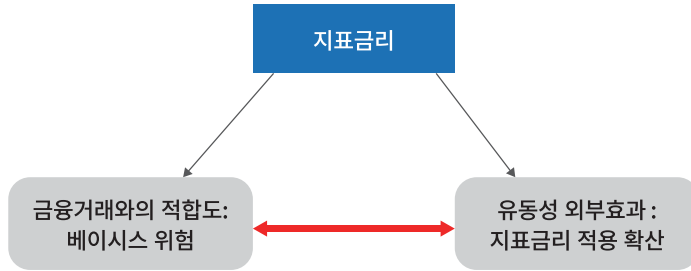 지표금리
금융거래와의 적합도:
베이시스 위험
유동성 외부효과 :
지표금리 적용 확산